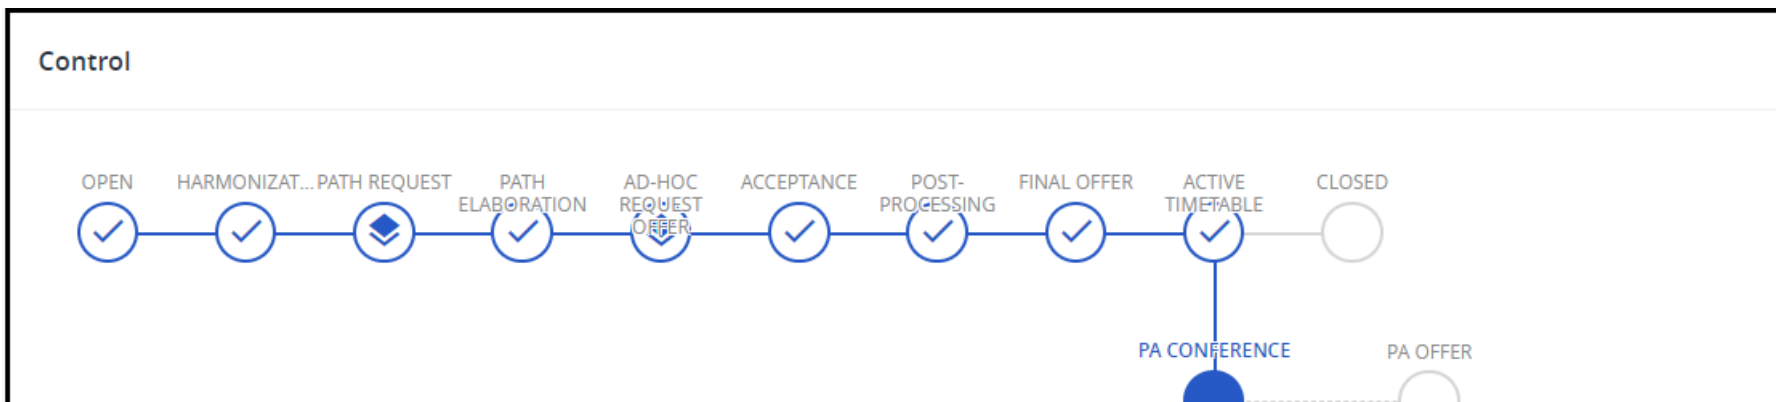 Control
OPEN
HARMONIZAT...
PATH REQUEST
PATH
ELABORATION
AD-HOC
REQUEST
OFFER
ACCEPTANCE
POST-
PROCESSING
FINAL OFFER
ACTIVE
TIMETABLE
CLOSED
PA CONFERENCE
PA OFFER